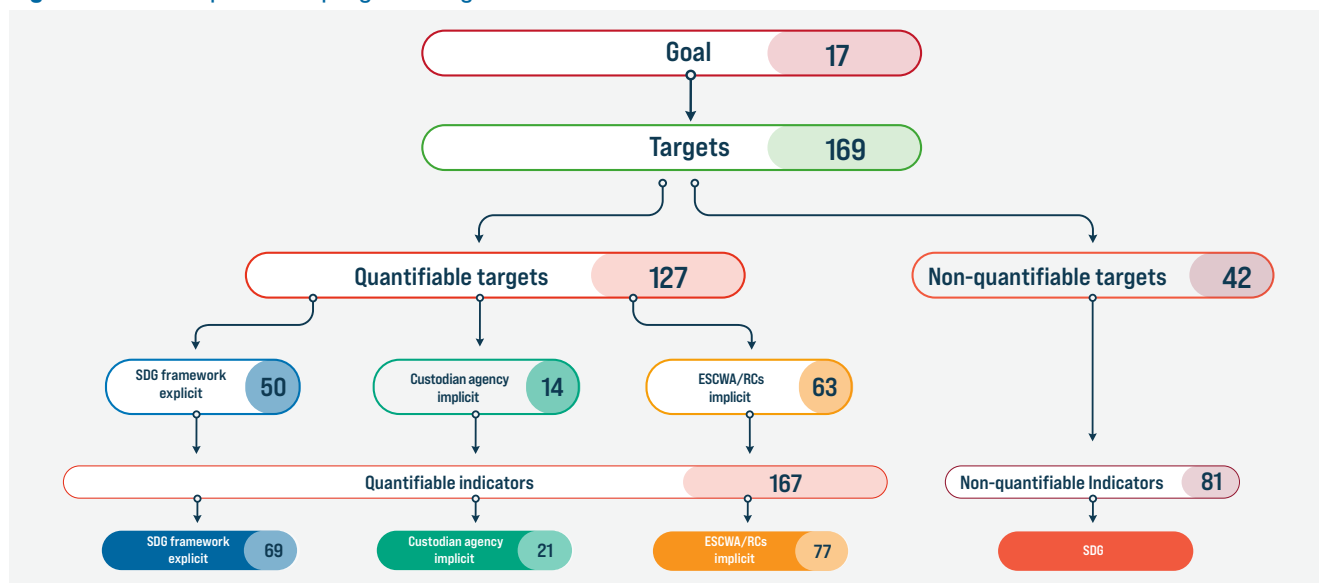 Goal 17
Targets 169
Quantifiable targets 127
Non-quantifiable targets 42
SDG framework
explicit
50
Custodian agency
implicit
14
ESCWA/RCs
implicit
63
Quantifiable indicators 167
Non-quantifiable Indicators 81
SDG framework
explicit
69
Custodian agency
implicit
21
ESCWA/RCs
implicit
77
SDG